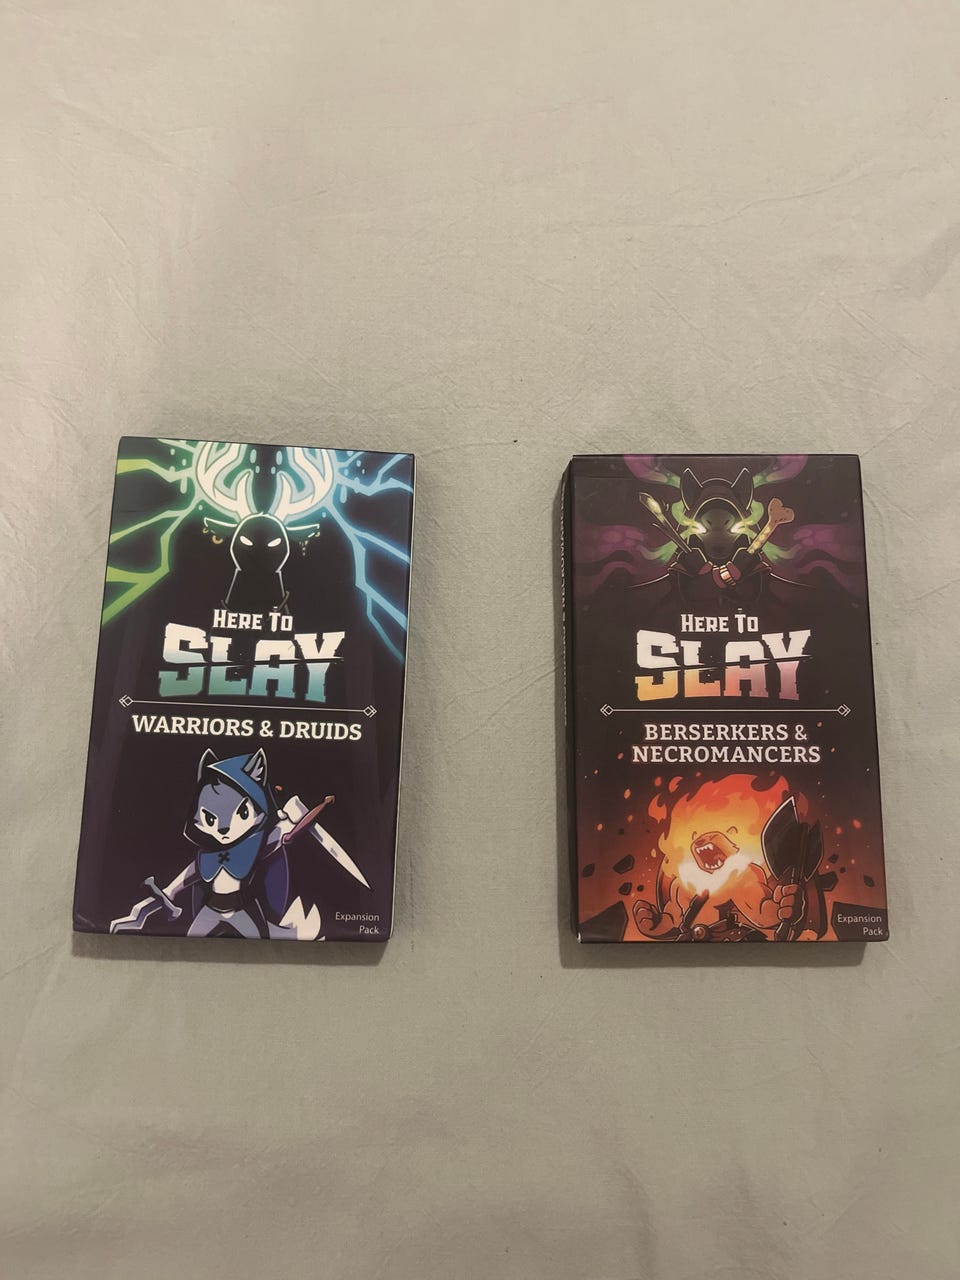 HERE TO
SLAY
WARRIORS & DRUIDS
Expansion
Pack
HERE TO
SLAY
BERSERKERS &
NECROMANCERS
Expansion
Pack